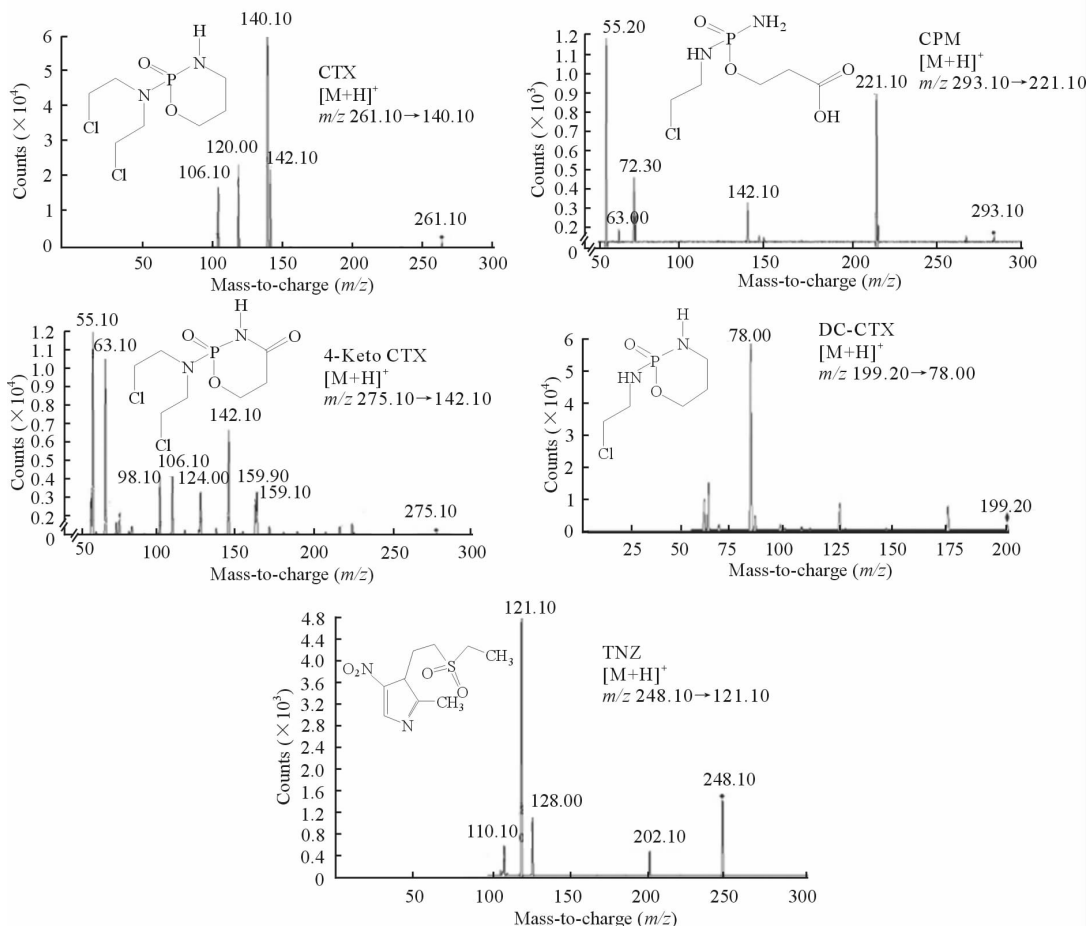 140.10
H
N
O
P
N
O
Cl
Cl
CTX
[M+H]+
m/z 261.10→140.10
120.00
142.10
106.10
261.10
6
5
4
3
2
1
0
Counts (×10⁴)
50 100 150 200 250 300
Mass-to-charge (m/z)
55.20
O
NH₂
P
HN
O
O
OH
Cl
CPM
[M+H]+
m/z 293.10→221.10
221.10
72.30
63.00
142.10
293.10
1.2
1.2
0.9
0.8
0.6
0.4
0.2
0
Counts (×10³)
50 100 150 200 250 300
Mass-to-charge (m/z)
55.10
63.10
H
O
N
O
P
N
O
Cl
Cl
4-Keto CTX
[M+H]+
m/z 275.10→142.10
142.10
106.10
98.10
124.00
159.90
159.10
275.10
1.2
1.1
1.0
0.9
0.8
0.7
0.6
0.5
0.4
0.3
0.2
0
Counts (×10⁴)
50 100 150 200 250 300
Mass-to-charge (m/z)
78.00
H
O
N
P
HN
O
Cl
DC-CTX
[M+H]+
m/z 199.20→78.00
199.20
6
5
4
3
2
1
0
Counts (×10⁴)
25 50 75 100 125 150 175 200
Mass-to-charge (m/z)
121.10
O₂N
O
S
O
CH₃
CH₃
N
TNZ
[M+H]+
m/z 248.10→121.10
248.10
128.00
110.10
202.10
4.8
4.4
4.0
3.6
3.2
2.8
2.4
2.0
1.6
1.2
0.8
0.4
0
Counts (×10³)
50 100 150 200 250 300
Mass-to-charge (m/z)